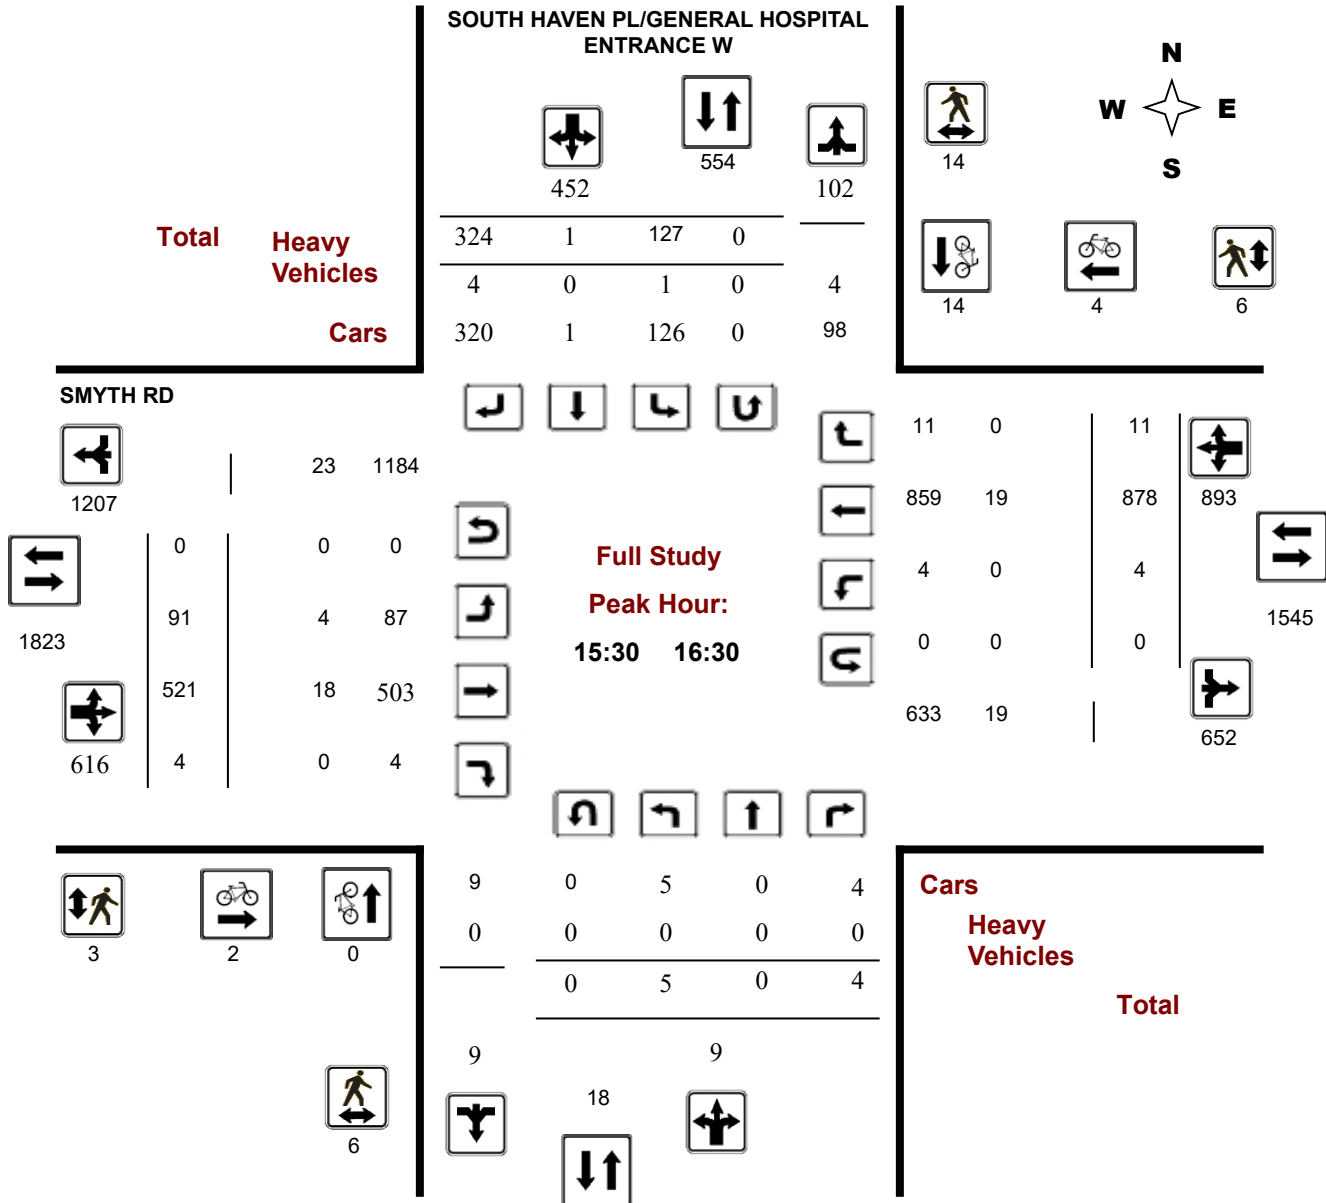 SOUTH HAVEN PL/GENERAL HOSPITAL
ENTRANCE W
N
W E
S
554
14
452
102
Total
Heavy
Vehicles
324 1 127 0
4 0 1 0 4
14 4 6
Cars
320 1 126 0 98
SMYTH RD
11 0 11
23 1184
1207
859 19 878 893
0 0 0
Full Study
4 0 4
91 4 87
Peak Hour:
1545
1823
15:30 16:30
0 0 0
521 18 503
633 19
652
616 4 0 4
9 0 5 0 4
Cars
0 0 0 0 0
Heavy
Vehicles
3 2 0
0 5 0 4
Total
9 9
18
6